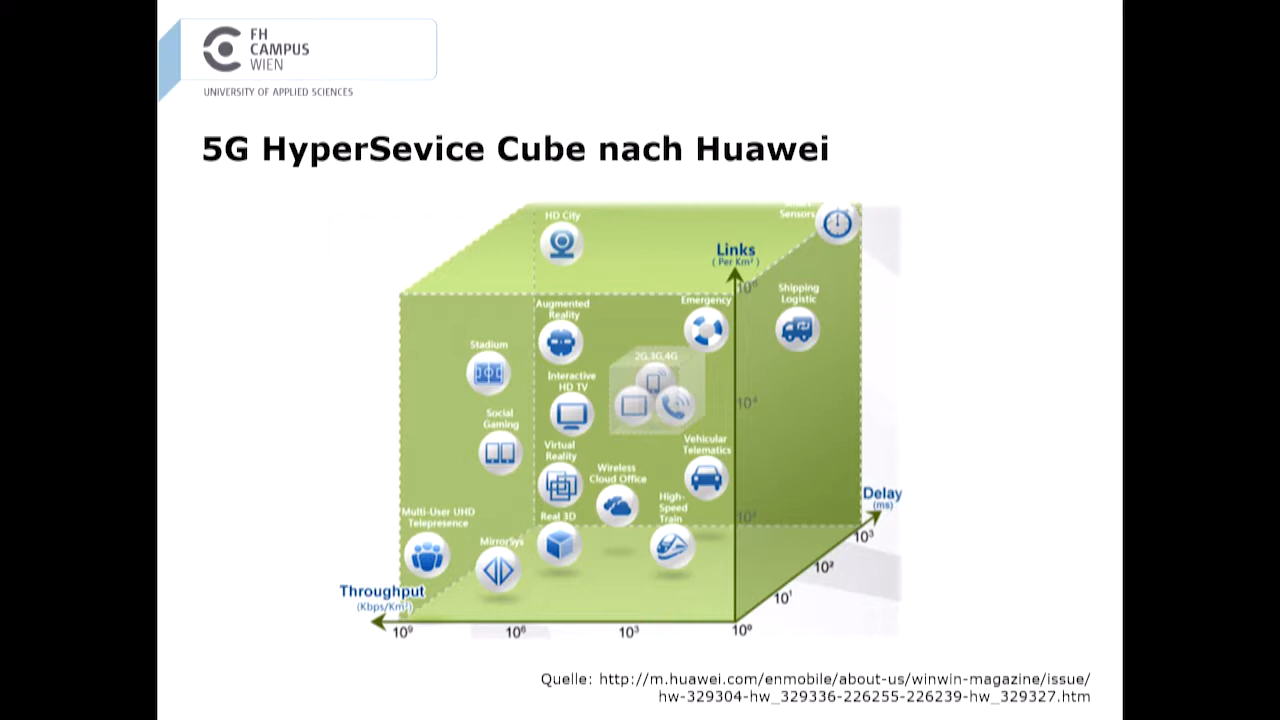 FH
CAMPUS
WIEN
UNIVERSITY OF APPLIED SCIENCES
5G HyperSevice Cube nach Huawei
HD City
Sensors
Links
( Per Km² )
Shipping
Logistic
Emergency
Augmented
Reality
Stadium
2G,3G,4G
Interactive
HD TV
10⁴
Social
Gaming
Vehicular
Telematics
Virtual
Reality
Wireless
Cloud Office
High-
Speed
Train
Delay
(ms)
Multi-User UHD
Telepresence
Real 3D
10²
MirrorSys
10³
10²
10¹
Throughput
(Kbps/Km²)
10⁹
10⁶
10³
10⁰
Quelle: http://m.huawei.com/enmobile/about-us/winwin-magazine/issue/
hw-329304-hw_329336-226255-226239-hw_329327.htm